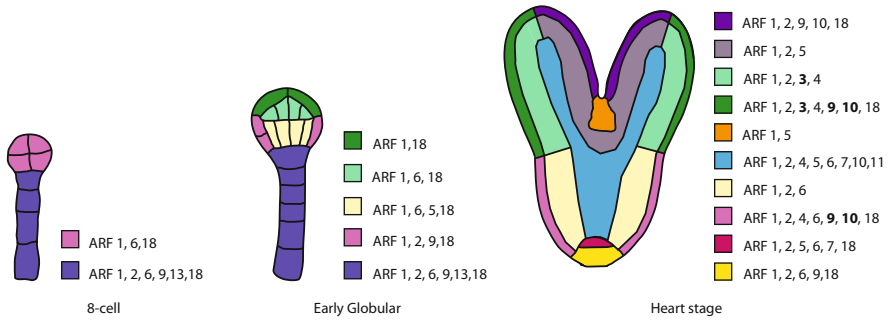 ARF 1, 6,18
ARF 1, 2, 6, 9,13,18
8-cell
ARF 1,18
ARF 1, 6, 18
ARF 1, 6, 5,18
ARF 1, 2, 9,18
ARF 1, 2, 6, 9,13,18
Early Globular
ARF 1, 2, 9, 10, 18
ARF 1, 2, 5
ARF 1, 2, 3, 4
ARF 1, 2, 3, 4, 9, 10, 18
ARF 1, 5
ARF 1, 2, 4, 5, 6, 7,10,11
ARF 1, 2, 6
ARF 1, 2, 4, 6, 9, 10, 18
ARF 1, 2, 5, 6, 7, 18
ARF 1, 2, 6, 9,18
Heart stage